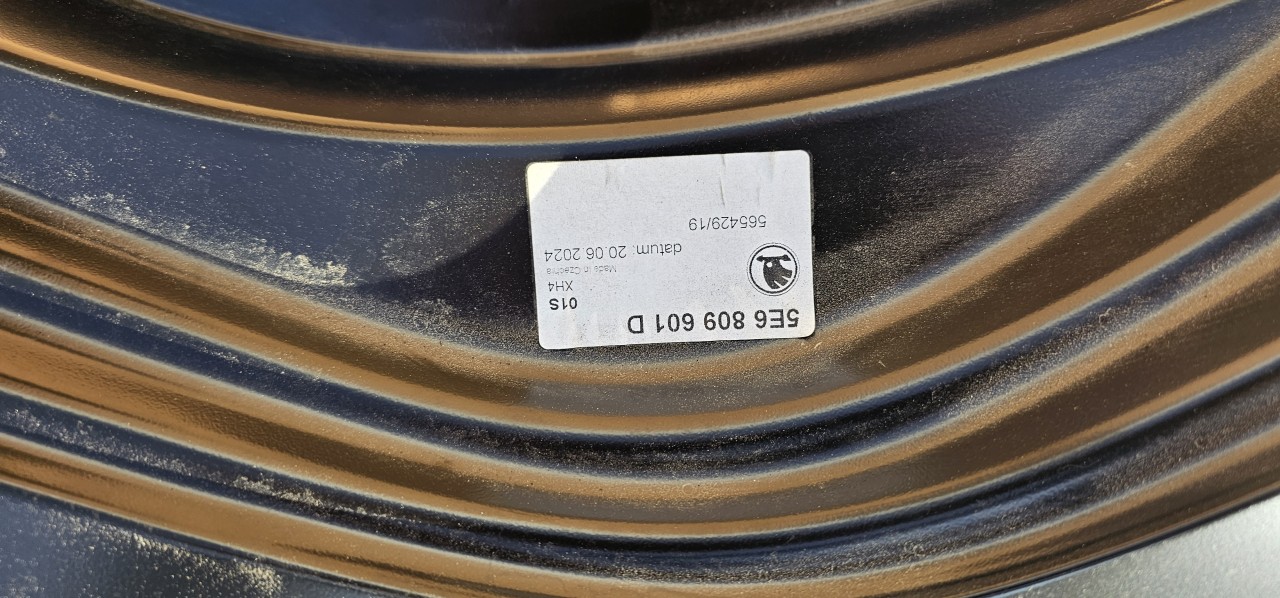 5E6 809 601 D
01S
XH4
Made in Czechia
datum: 20.06.2024
565429/19